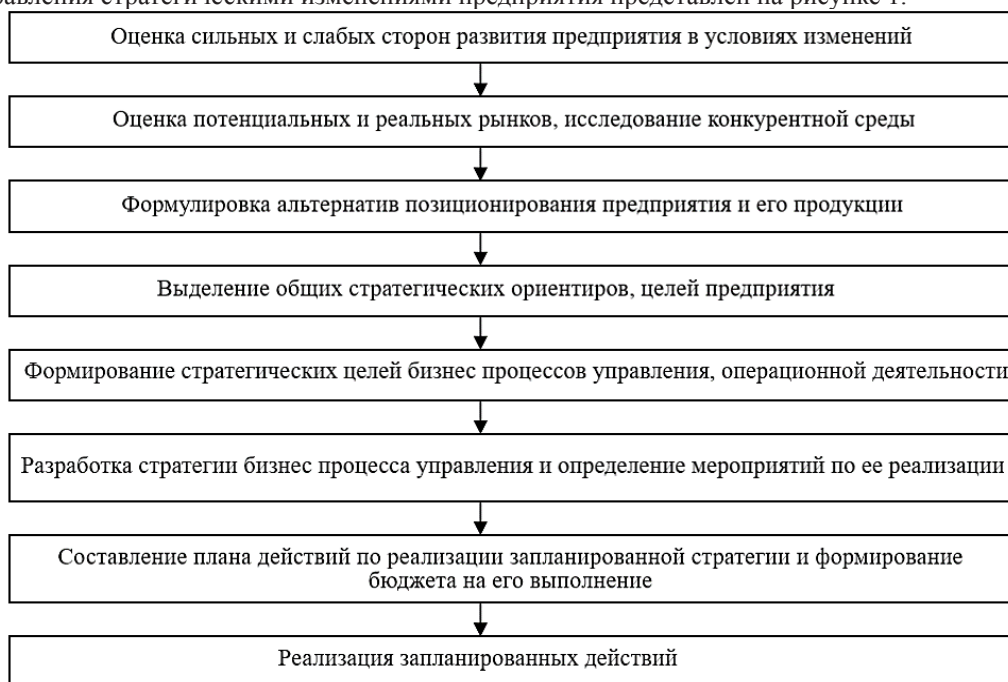 стратегическими изменениями предприятия представлен на рисунке 1.
Оценка сильных и слабых сторон развития предприятия в условиях изменений
Оценка потенциальных и реальных рынков, исследование конкурентной среды
Формулировка альтернатив позиционирования предприятия и его продукции
Выделение общих стратегических ориентиров, целей предприятия
Формирование стратегических целей бизнес процессов управления, операционной деятельности
Разработка стратегии бизнес процесса управления и определение мероприятий по ее реализации
Составление плана действий по реализации запланированной стратегии и формирование
бюджета на его выполнение
Реализация запланированных действий